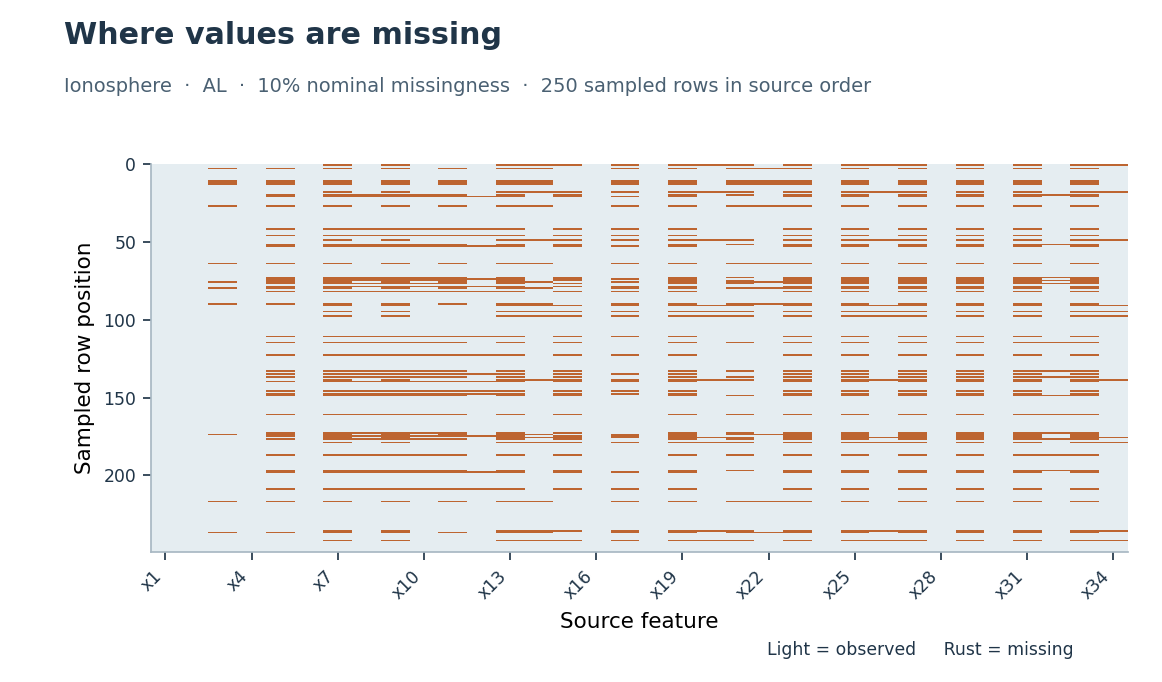 Where values are missing
Ionosphere · AL · 10% nominal missingness · 250 sampled rows in source order
0
50
100
150
200
Sampled row position
x1 x4 x7 x10 x13 x16 x19 x22 x25 x28 x31 x34
Source feature
Light = observed Rust = missing